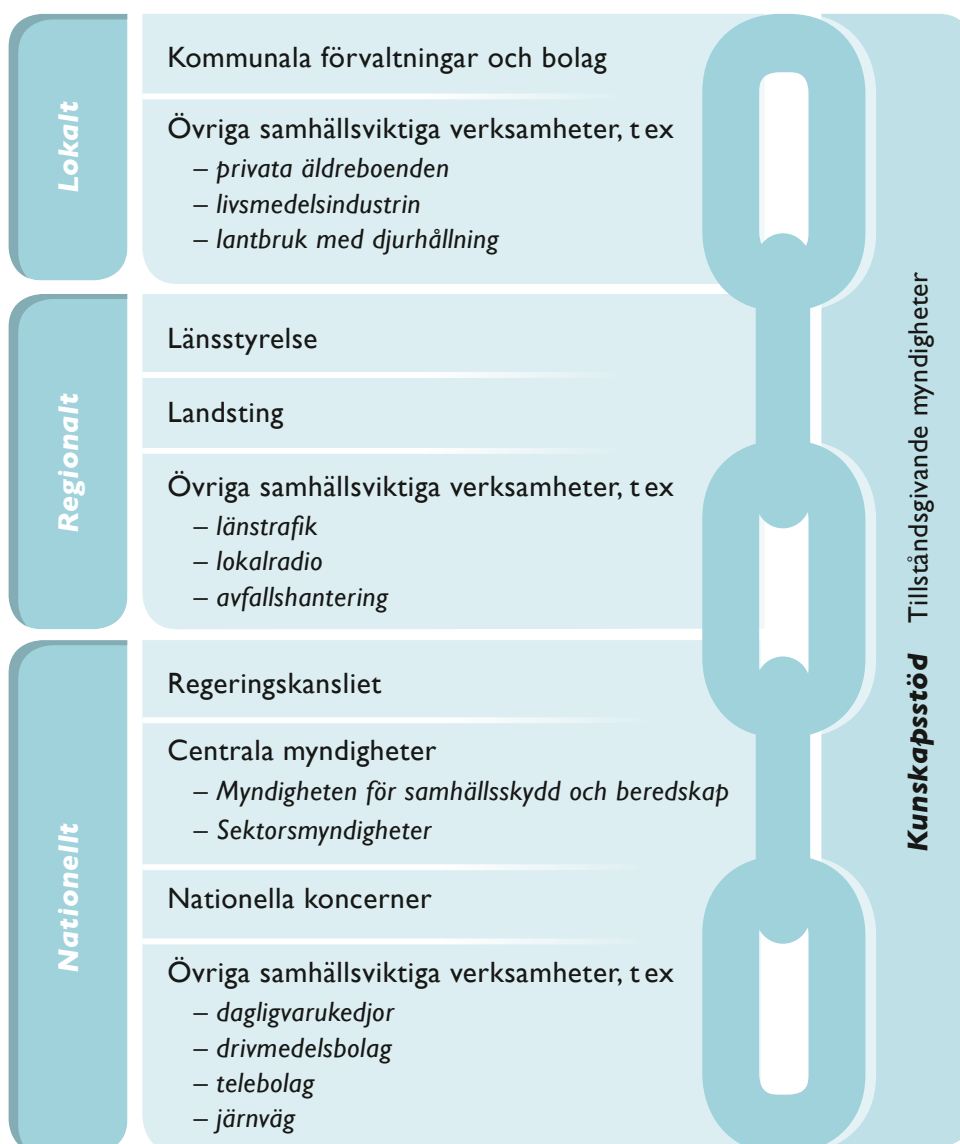 Lokalt
Kommunala förvaltningar och bolag
Övriga samhällsviktiga verksamheter, t ex
– privata äldreboenden
– livsmedelsindustrin
– lantbruk med djurhållning
Regionalt
Länsstyrelse
Landsting
Övriga samhällsviktiga verksamheter, t ex
– länstrafik
– lokalradio
– avfallshantering
Nationellt
Regeringskansliet
Centrala myndigheter
– Myndigheten för samhällsskydd och beredskap
– Sektorsmyndigheter
Nationella koncerner
Övriga samhällsviktiga verksamheter, t ex
– dagligvarukedjor
– drivmedelsbolag
– telebolag
– järnväg
Kunskapsstöd Tillståndsgivande myndigheter